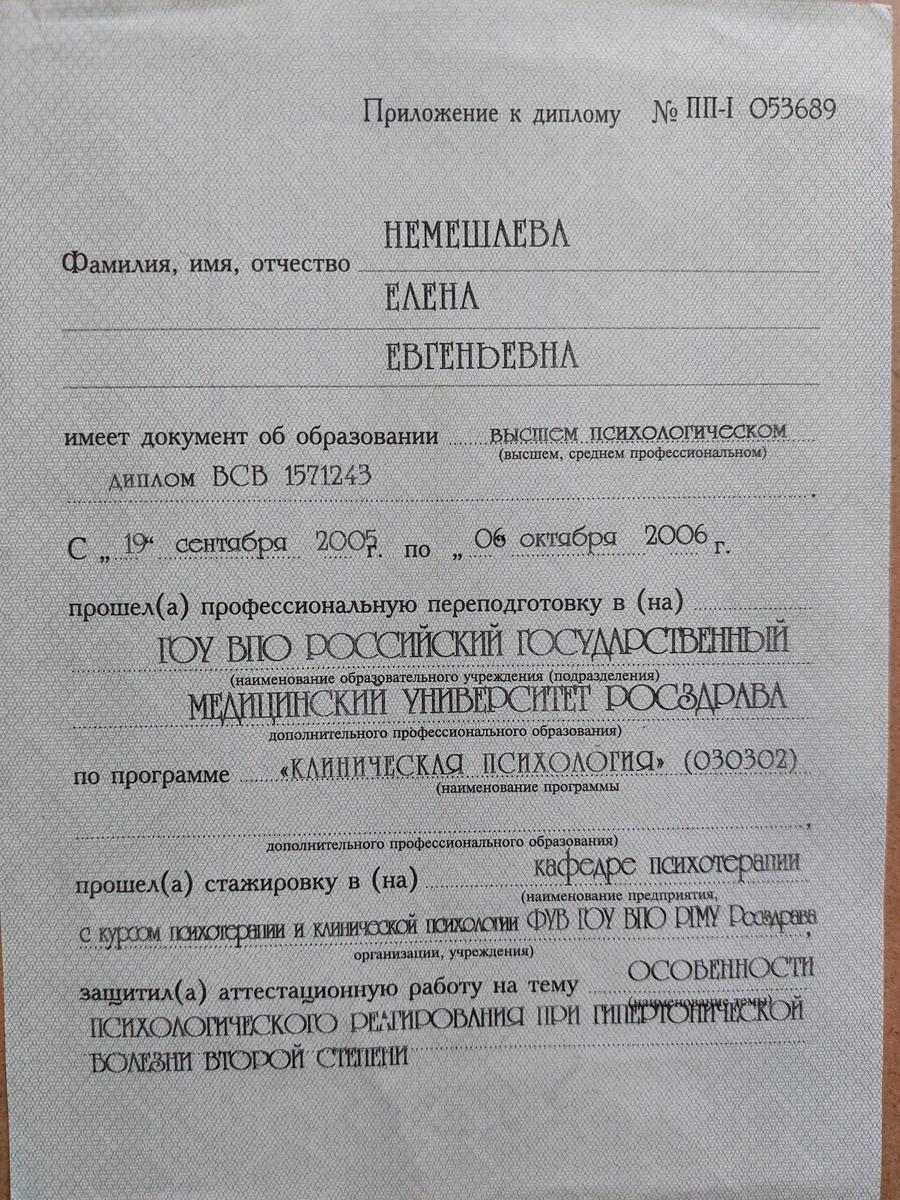 Приложение к диплому № ПП-I 053689
НЕМЕШАЕВА
Фамилия, имя, отчество
ЕЛЕНА
ЕВГЕНЬЕВНА
имеет документ об образовании высшем психологическом
(высшем, среднем профессиональном)
диплом ВСВ 1571243
С „ 19“ сентября 2005 г. по „ 06 октября 2006 г.
прошел(а) профессиональную переподготовку в (на)
ГОУ ВПО РОССИЙСКИЙ ГОСУДАРСТВЕННЫЙ
(наименование образовательного учреждения (подразделения)
МЕДИЦИНСКИЙ УНИВЕРСИТЕТ РОСЗДРАВА
дополнительного профессионального образования)
по программе «КЛИНИЧЕСКАЯ ПСИХОЛОГИЯ» (030302)
(наименование программы
,
дополнительного профессионального образования)
прошел(а) стажировку в (на) кафедре психотерапии
(наименование предприятия,
с курсом психотерапии и клинической психологии ФУВ ГОУ ВПО РГМУ Росздрава,
организации, учреждения)
защитил(а) аттестационную работу на тему ОСОБЕННОСТИ
(наименование темы)
ПСИХОЛОГИЧЕСКОГО РЕАГИРОВАНИЯ ПРИ ГИПЕРТОНИЧЕСКОЙ
БОЛЕЗНИ ВТОРОЙ СТЕПЕНИ